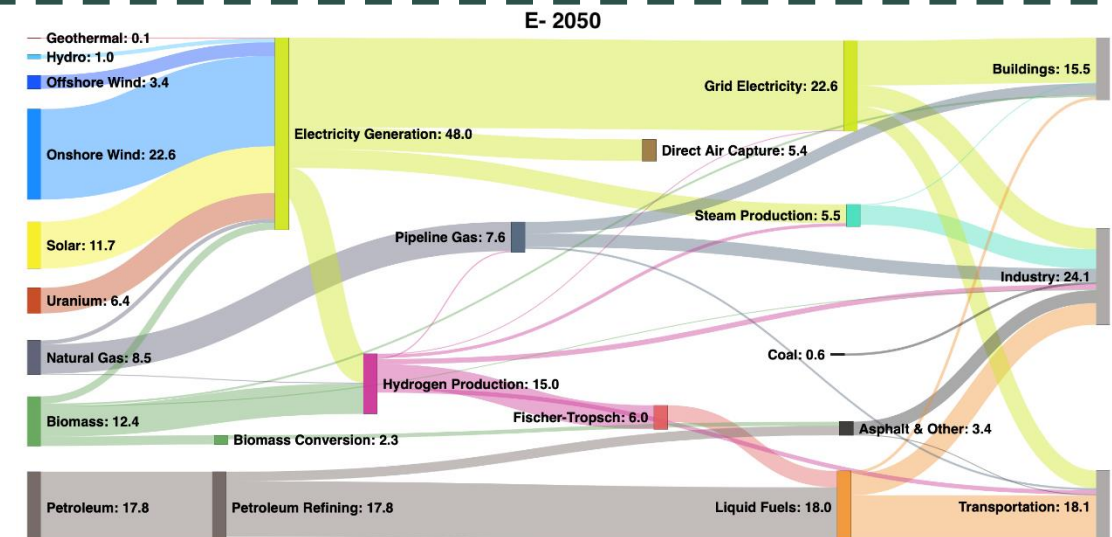 E- 2050
Geothermal: 0.1
Hydro: 1.0
Offshore Wind: 3.4
Onshore Wind: 22.6
Solar: 11.7
Uranium: 6.4
Natural Gas: 8.5
Biomass: 12.4
Petroleum: 17.8
Biomass Conversion: 2.3
Petroleum Refining: 17.8
Electricity Generation: 48.0
Hydrogen Production: 15.0
Pipeline Gas: 7.6
Direct Air Capture: 5.4
Fischer-Tropsch: 6.0
Grid Electricity: 22.6
Steam Production: 5.5
Coal: 0.6
Asphalt & Other: 3.4
Liquid Fuels: 18.0
Buildings: 15.5
Industry: 24.1
Transportation: 18.1